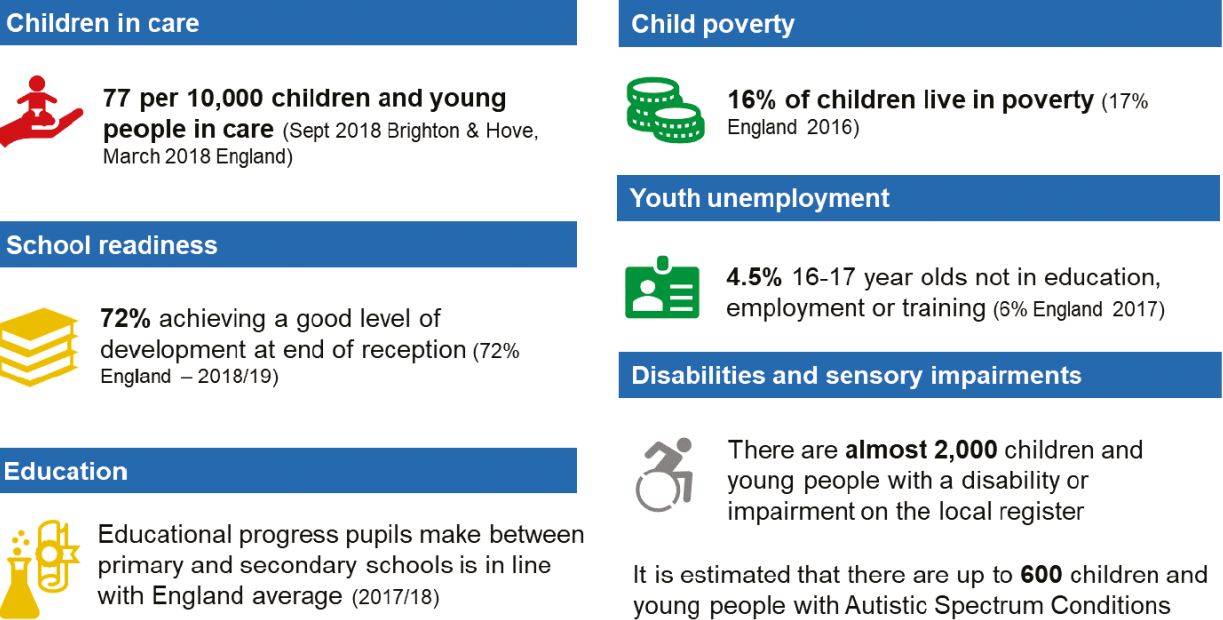 Children in care
77 per 10,000 children and young
people in care (Sept 2018 Brighton & Hove,
March 2018 England)
School readiness
72% achieving a good level of
development at end of reception (72%
England – 2018/19)
Education
Educational progress pupils make between
primary and secondary schools is in line
with England average (2017/18)
Child poverty
16% of children live in poverty (17%
England 2016)
Youth unemployment
4.5% 16-17 year olds not in education,
employment or training (6% England 2017)
Disabilities and sensory impairments
There are almost 2,000 children and
young people with a disability or
impairment on the local register
It is estimated that there are up to 600 children and
young people with Autistic Spectrum Conditions